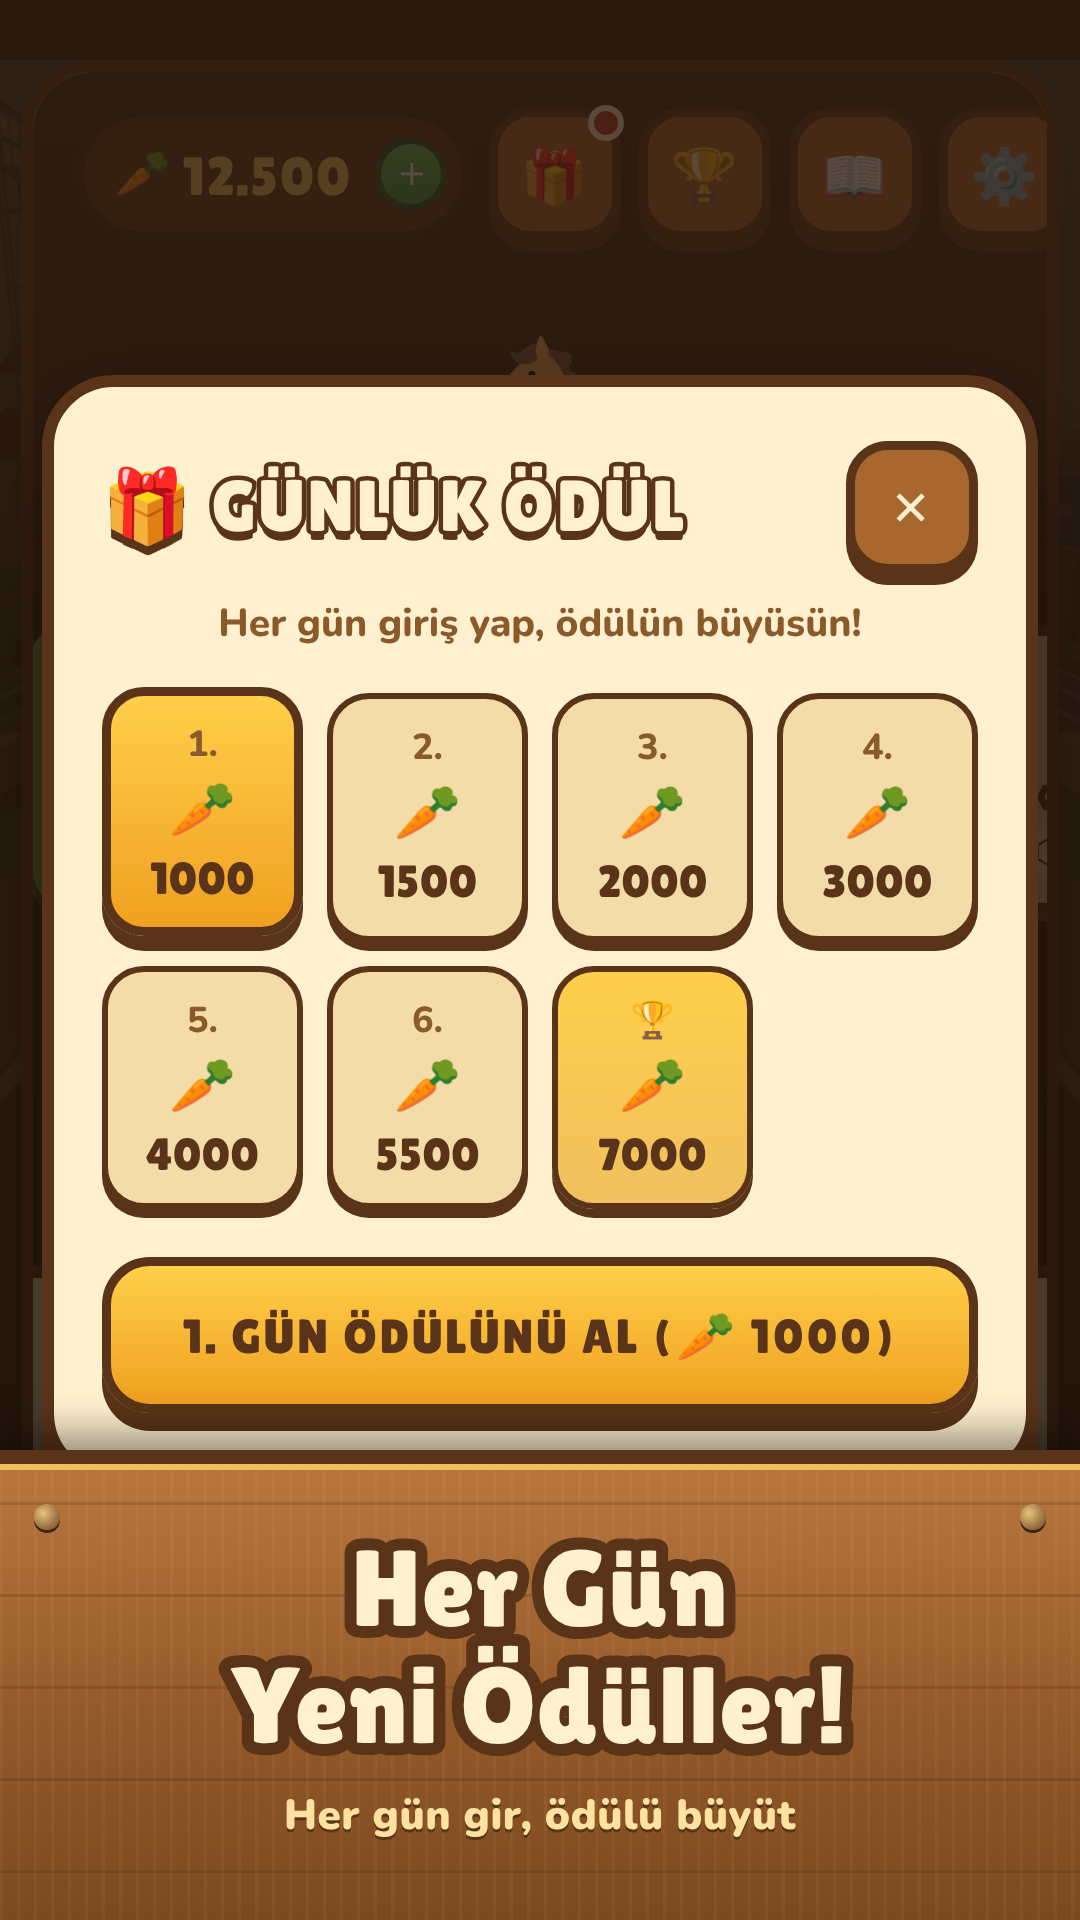 12.500 +
GÜNLÜK ÖDÜL
×
Her gün giriş yap, ödülün büyüsün!
1. 2. 3. 4.
1000 1500 2000 3000
5. 6.
4000 5500 7000
1. GÜN ÖDÜLÜNÜ AL (🥕 1000)
Her Gün
Yeni Ödüller!
Her gün gir, ödülü büyüt